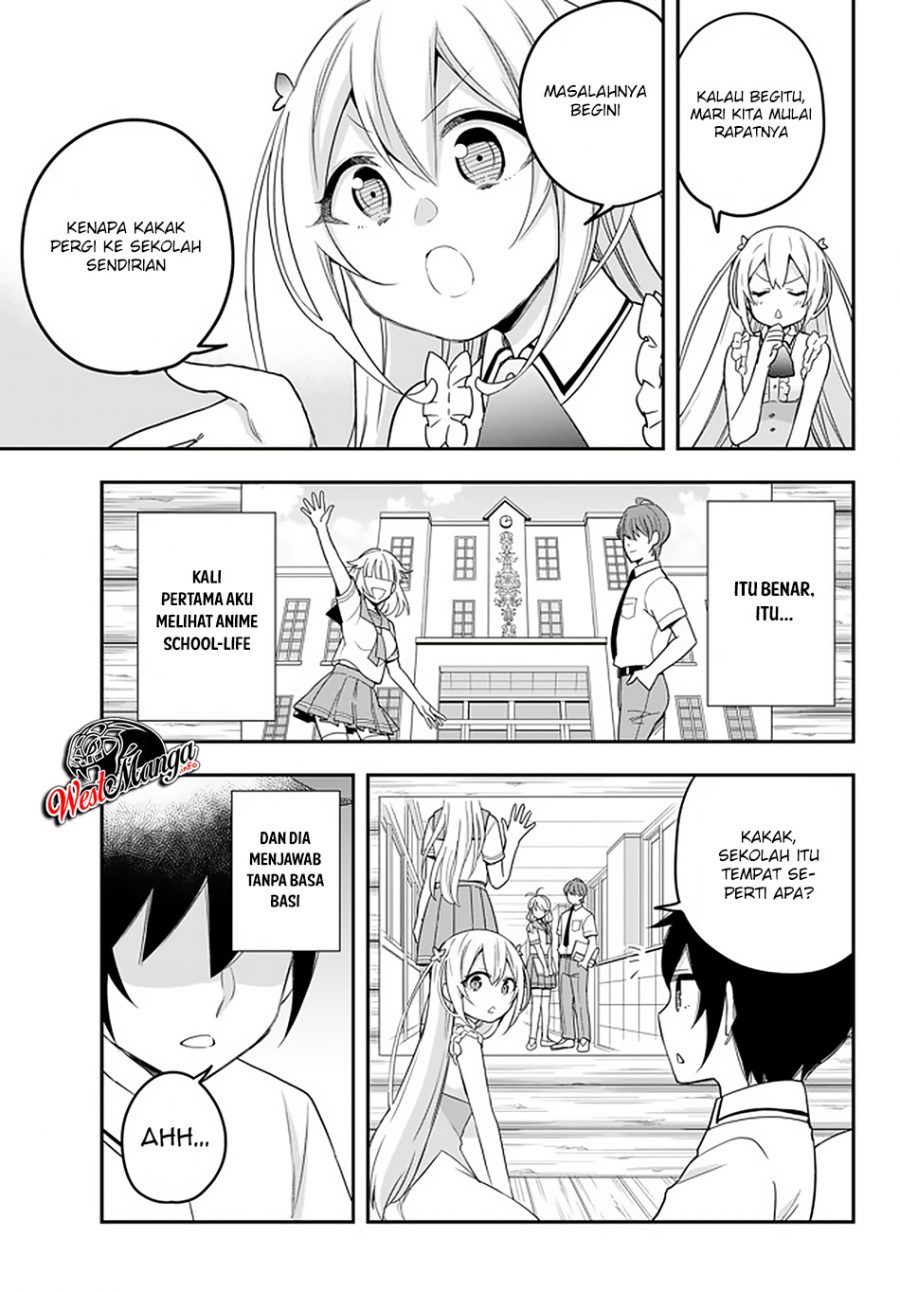 KALAU BEGITU,
MARI KITA MULAI
RAPATNYA
MASALAHNYA
BEGINI
KENAPA KAKAK
PERGI KE SEKOLAH
SENDIRIAN
ITU BENAR,
ITU...
KALI
PERTAMA AKU
MELIHAT ANIME
SCHOOL-LIFE
WestManga
.info
KAKAK,
SEKOLAH ITU
TEMPAT SE-
PERTI APA?
DAN DIA
MENJAWAB
TANPA BASA
BASI
AHH...